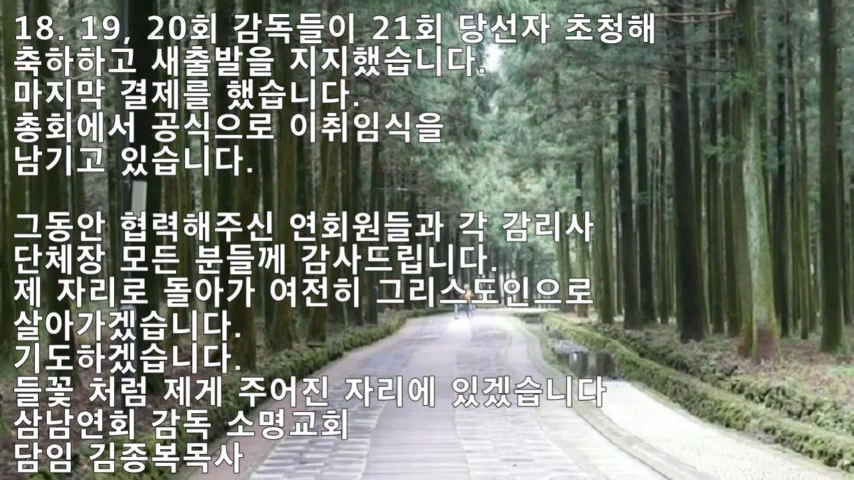 18. 19, 20회 감독들이 21회 당선자 초청해
축하하고 새출발을 지지했습니다.
마지막 결제를 했습니다.
총회에서 공식으로 이취임식을
남기고 있습니다.
그동안 협력해주신 연회원들과 각 감리사
단체장 모든 분들께 감사드립니다.
제 자리로 돌아가 여전히 그리스도인으로
살아가겠습니다.
기도하겠습니다.
들꽃 처럼 제게 주어진 자리에 있겠습니다
삼남연회 감독 소명교회
담임 김종복목사